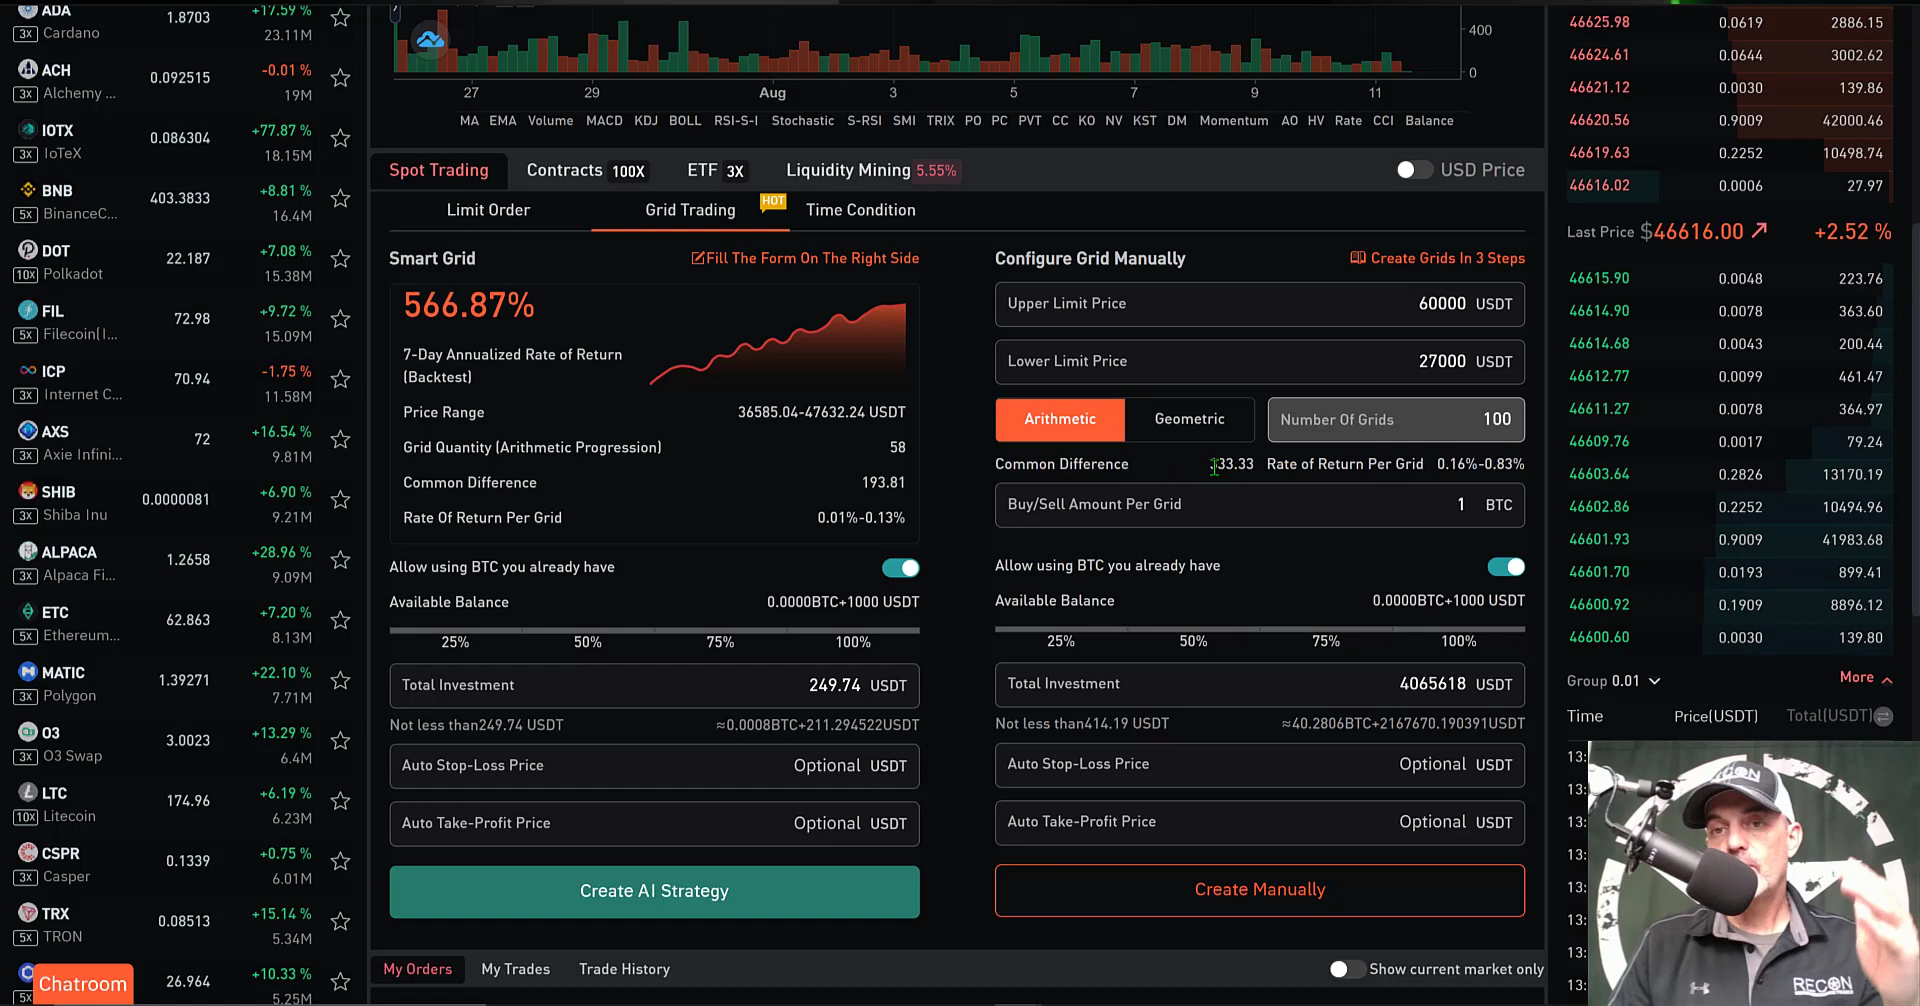 ADA 1.8703 +17.59 %
3X Cardano 23.11M
ACH 0.092515 -0.01 %
3X Alchemy ... 19M
IOTX 0.086304 +77.87 %
3X IoTeX 18.15M
BNB 403.3833 +8.81 %
5X BinanceC... 16.4M
DOT 22.187 +7.08 %
10X Polkadot 15.38M
FIL 72.98 +9.72 %
5X Filecoin(I... 15.09M
ICP 70.94 -1.75 %
3X Internet C... 11.58M
AXS 72 +16.54 %
3X Axie Infini... 9.81M
SHIB 0.0000081 +6.90 %
3X Shiba Inu 9.21M
ALPACA 1.2658 +28.96 %
3X Alpaca Fi... 9.09M
ETC 62.863 +7.20 %
5X Ethereum... 8.13M
MATIC 1.39271 +22.10 %
3X Polygon 7.71M
O3 3.0023 +13.29 %
3X O3 Swap 6.4M
LTC 174.96 +6.19 %
10X Litecoin 6.23M
CSPR 0.1339 +0.75 %
3X Casper 6.01M
TRX 0.08513 +15.14 %
5X TRON 5.34M
26.964 +10.33 %
5X 5.25M
Chatroom
400
0
27 29 Aug 3 5 7 9 11
MA EMA Volume MACD KDJ BOLL RSI-S-I Stochastic S-RSI SMI TRIX PO PC PVT CC KO NV KST DM Momentum AO HV Rate CCI Balance
Spot Trading Contracts 100X ETF 3X Liquidity Mining 5.55% USD Price
Limit Order Grid Trading HOT Time Condition
Smart Grid Fill The Form On The Right Side
566.87%
7-Day Annualized Rate of Return
(Backtest)
Price Range 36585.04-47632.24 USDT
Grid Quantity (Arithmetic Progression) 58
Common Difference 193.81
Rate Of Return Per Grid 0.01%-0.13%
Allow using BTC you already have
Available Balance 0.0000BTC+1000 USDT
25% 50% 75% 100%
Total Investment 249.74 USDT
Not less than249.74 USDT ≈0.0008BTC+211.294522USDT
Auto Stop-Loss Price Optional USDT
Auto Take-Profit Price Optional USDT
Create AI Strategy
Configure Grid Manually Create Grids In 3 Steps
Upper Limit Price 60000 USDT
Lower Limit Price 27000 USDT
Arithmetic Geometric Number Of Grids 100
Common Difference 33.33 Rate of Return Per Grid 0.16%-0.83%
Buy/Sell Amount Per Grid 1 BTC
Allow using BTC you already have
Available Balance 0.0000BTC+1000 USDT
25% 50% 75% 100%
Total Investment 4065618 USDT
Not less than414.19 USDT ≈40.2806BTC+2167670.190391USDT
Auto Stop-Loss Price Optional USDT
Auto Take-Profit Price Optional USDT
Create Manually
My Orders My Trades Trade History Show current market only
46625.98 0.0619 2886.15
46624.61 0.0644 3002.62
46621.12 0.0030 139.86
46620.56 0.9009 42000.46
46619.63 0.2252 10498.74
46616.02 0.0006 27.97
Last Price $46616.00 +2.52 %
46615.90 0.0048 223.76
46614.90 0.0078 363.60
46614.68 0.0043 200.44
46612.77 0.0099 461.47
46611.27 0.0078 364.97
46609.76 0.0017 79.24
46603.64 0.2826 13170.19
46602.86 0.2252 10494.96
46601.93 0.9009 41983.68
46601.70 0.0193 899.41
46600.92 0.1909 8896.12
46600.60 0.0030 139.80
Group 0.01 More
Time Price(USDT) Total(USDT)
13:
13:
13:
13:
13:
13:
13:
13:
RECON
RECON